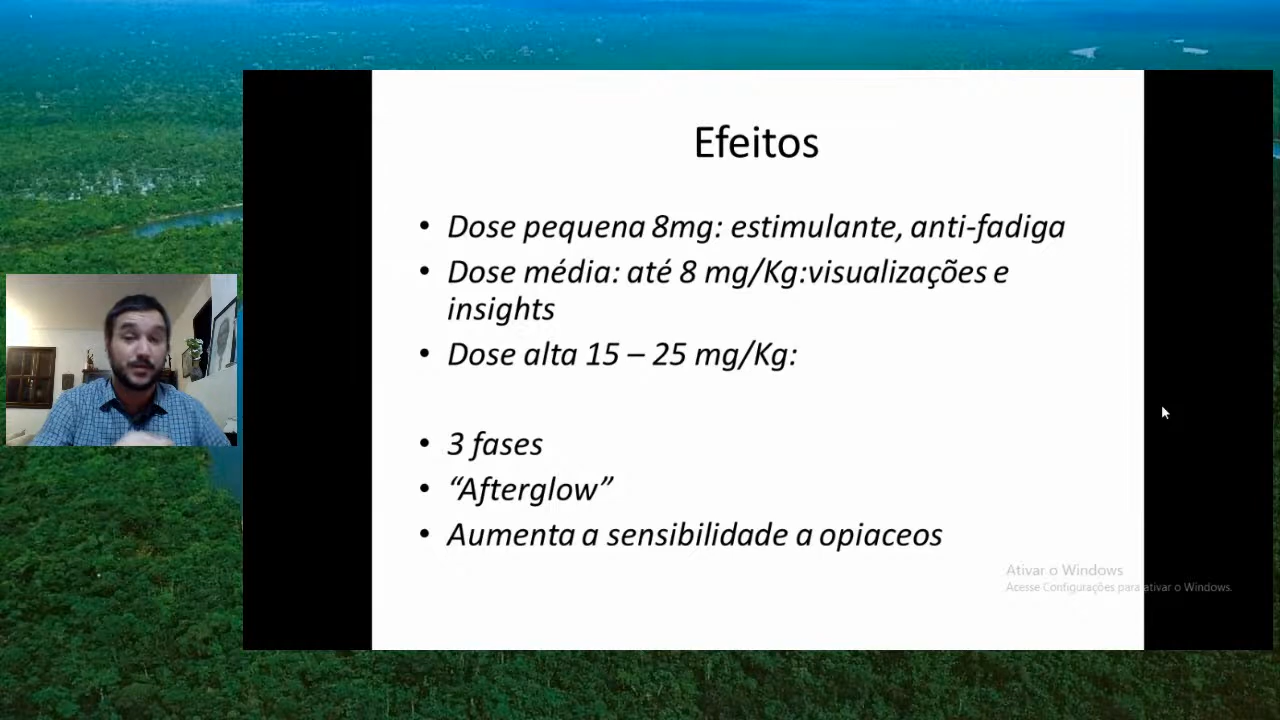 Efeitos
• Dose pequena 8mg: estimulante, anti-fadiga
• Dose média: até 8 mg/Kg:visualizações e
insights
• Dose alta 15 – 25 mg/Kg:
• 3 fases
• “Afterglow”
• Aumenta a sensibilidade a opiaceos
Ativar o Windows
Acesse Configurações para ativar o Windows.